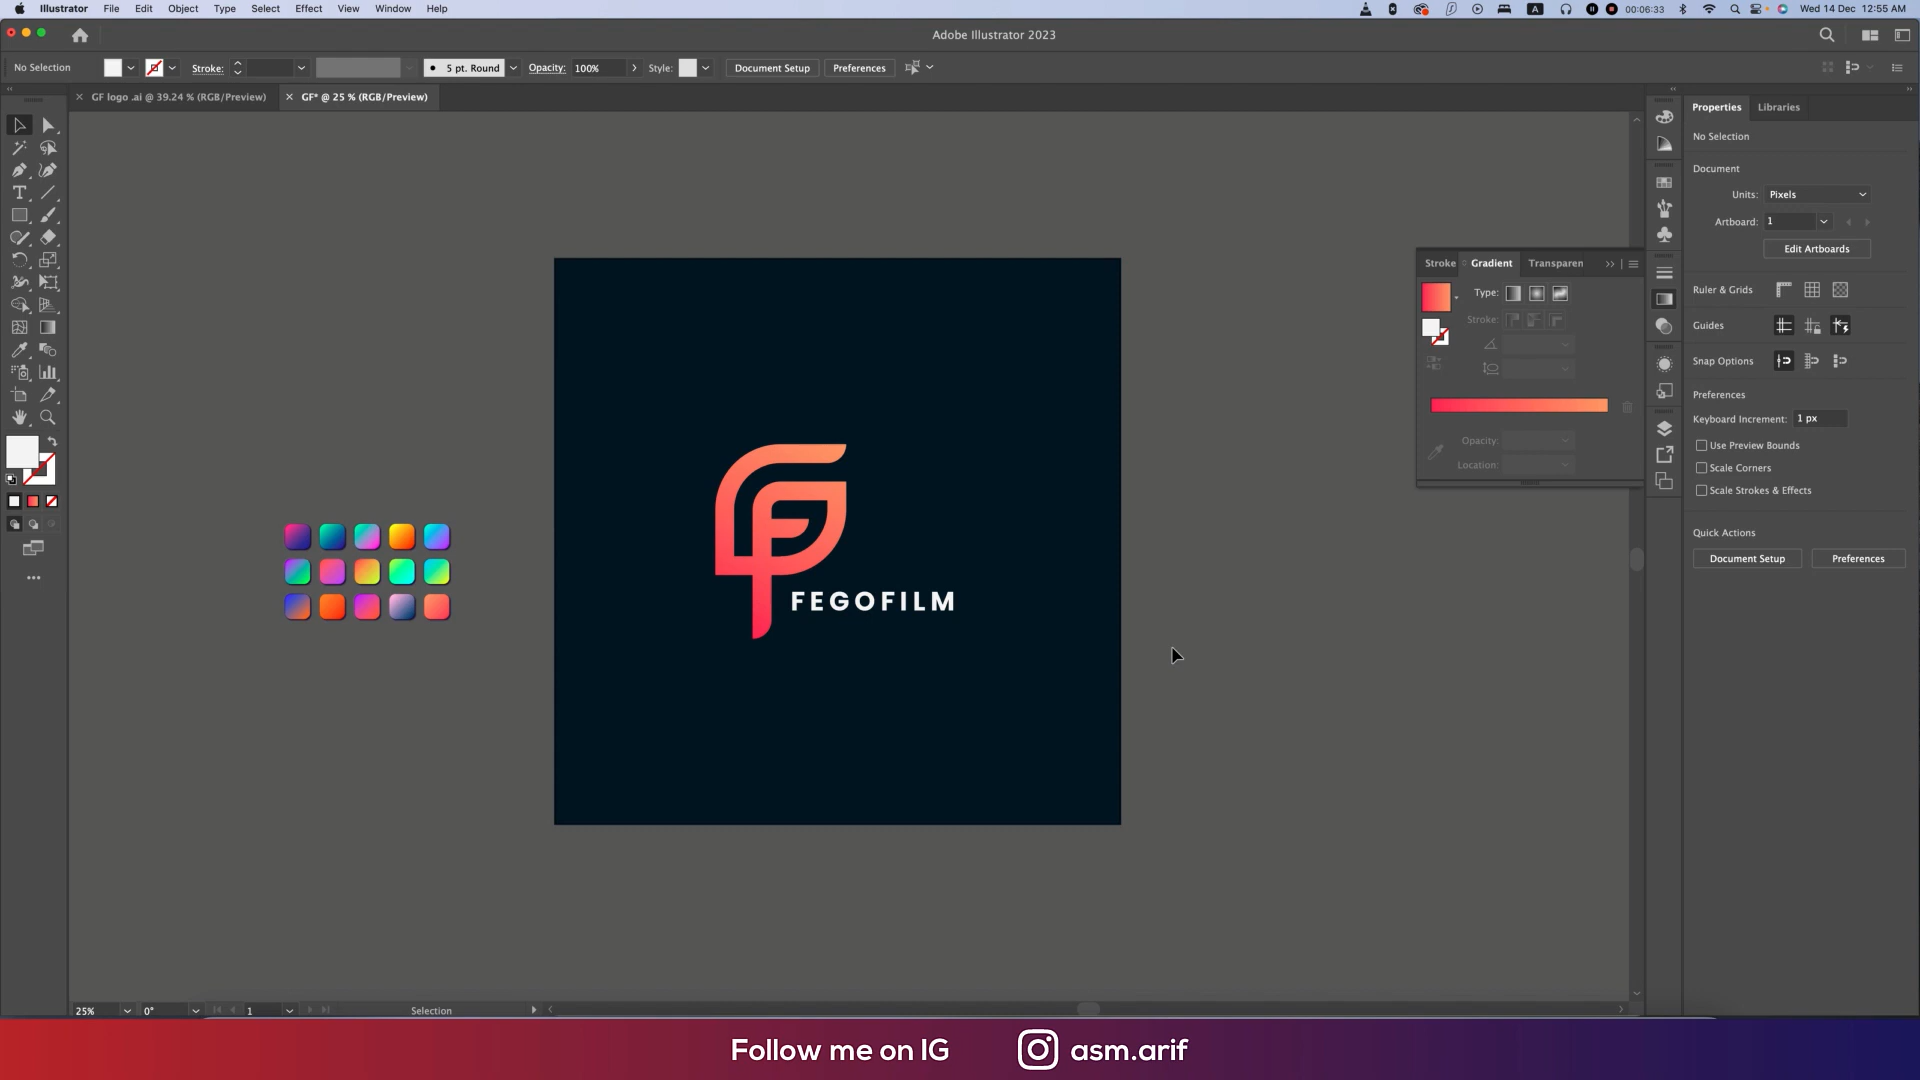 Illustrator File Edit Object Type Select Effect View Window Help
A 00:06:33 Wed 14 Dec 12:55 AM
Adobe Illustrator 2023
No Selection Stroke: 5 pt. Round Opacity: 100% Style: Document Setup Preferences
GF logo .ai @ 39.24 % (RGB/Preview) GF* @ 25 % (RGB/Preview)
Properties Libraries
No Selection
Document
Units: Pixels
Artboard: 1
Edit Artboards
Ruler & Grids
Guides
Snap Options
Preferences
Keyboard Increment: 1 px
Use Preview Bounds
Scale Corners
Scale Strokes & Effects
Quick Actions
Document Setup Preferences
Stroke Gradient Transparen
Type:
Stroke:
Opacity:
Location:
FEGOFILM
25% 0° 1 Selection
Follow me on IG asm.arif